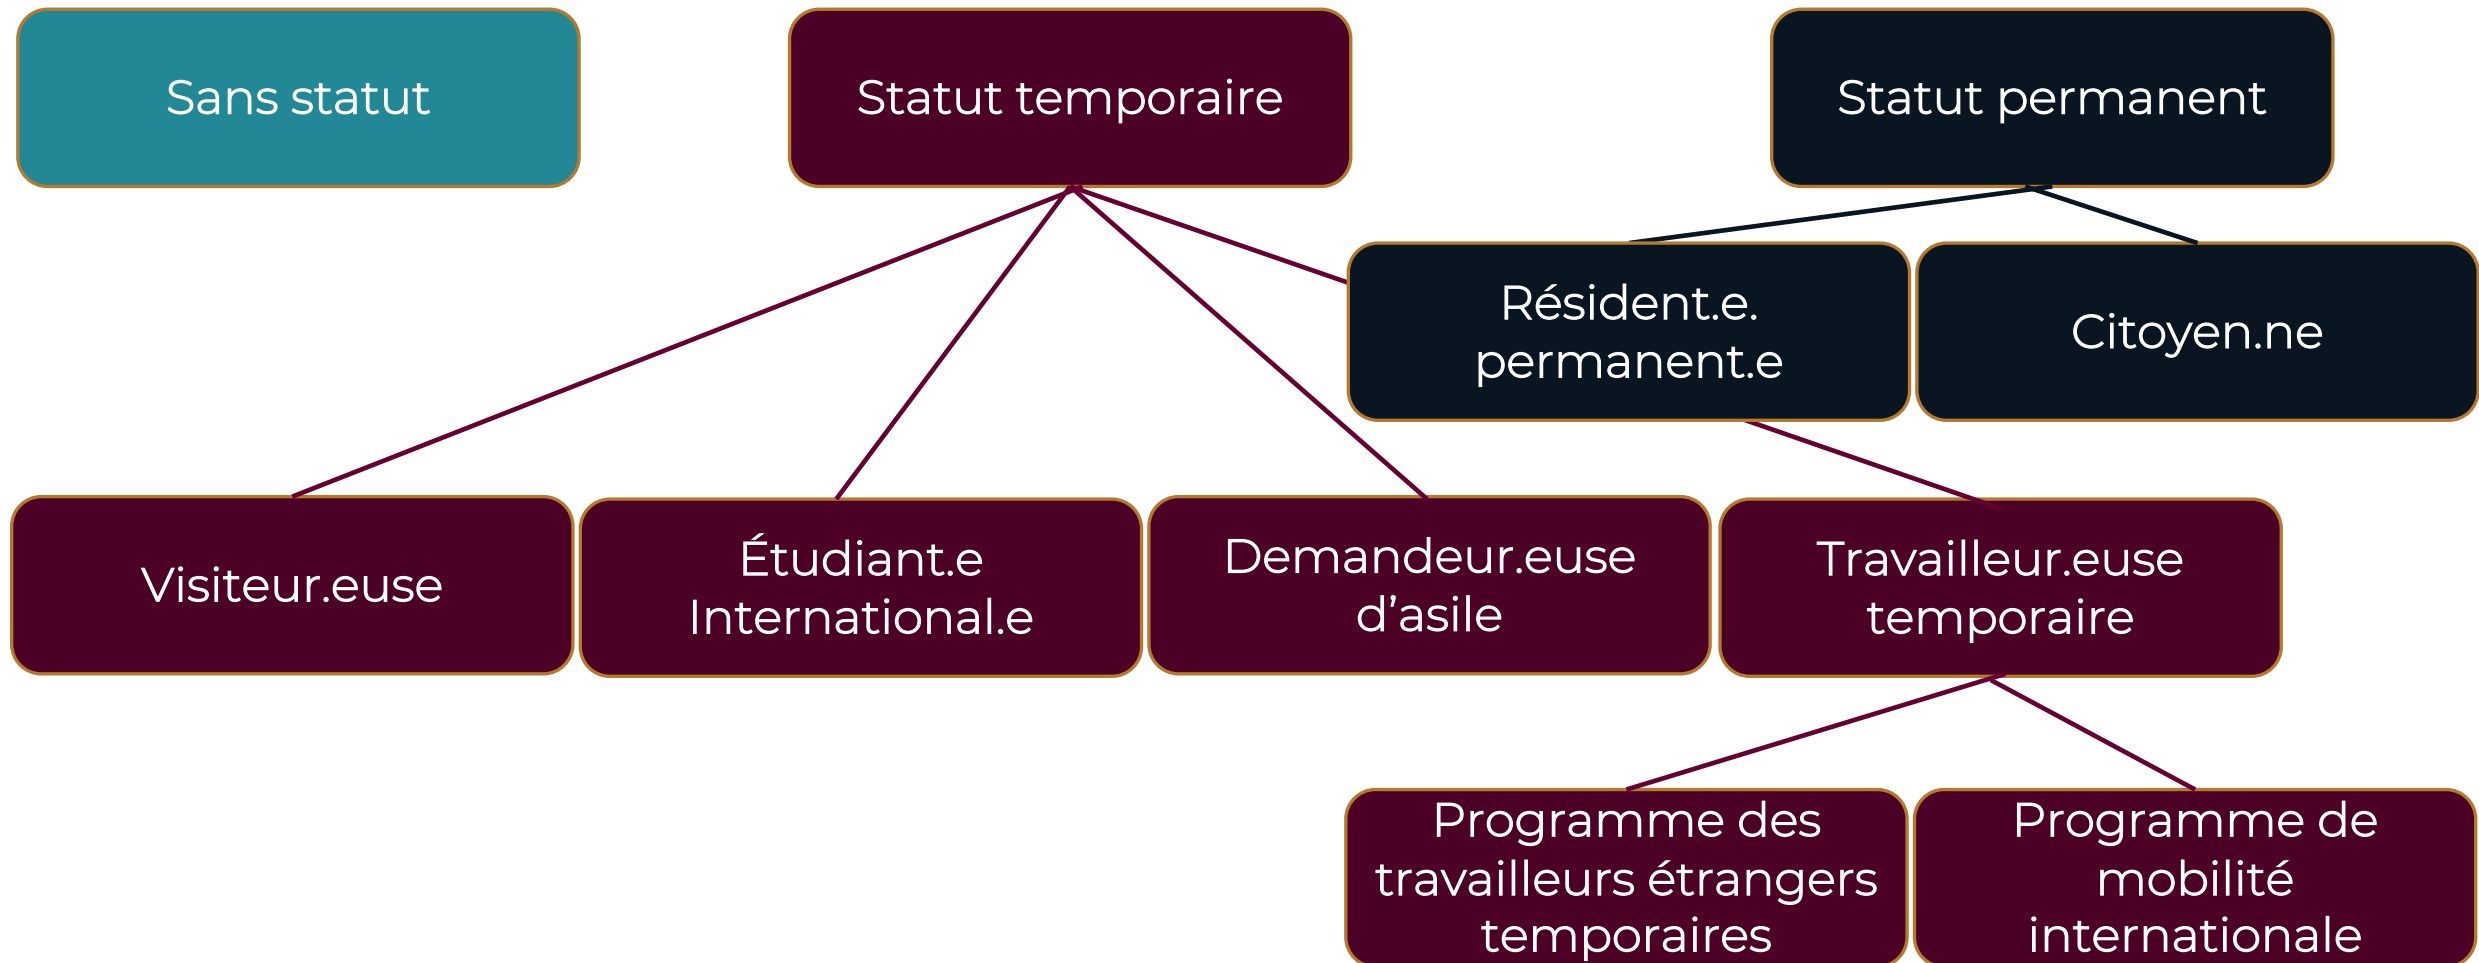 Sans statut
Statut temporaire
Statut permanent
Résident.e.
permanent.e
Citoyen.ne
Visiteur.euse
Étudiant.e
International.e
Demandeur.euse
d’asile
Travailleur.euse
temporaire
Programme des
travailleurs étrangers
temporaires
Programme de
mobilité
internationale